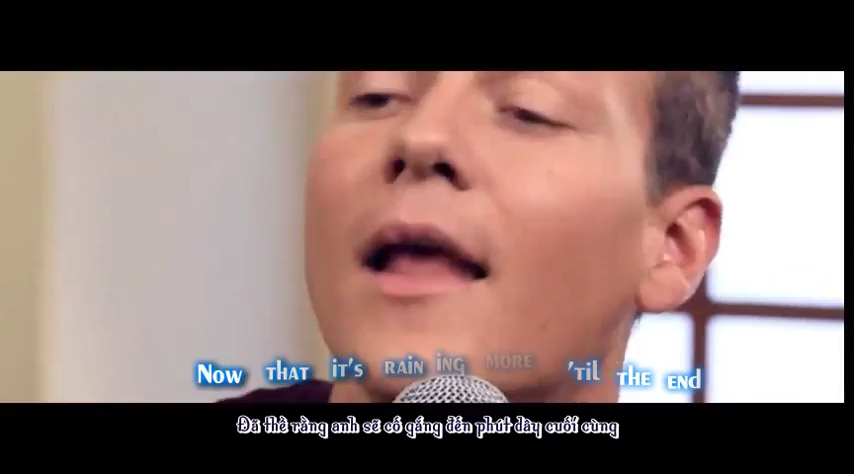 Now that it's raining more 'til the end
Đã thề rằng anh sẽ cố gắng đến phút dây cuối cùng